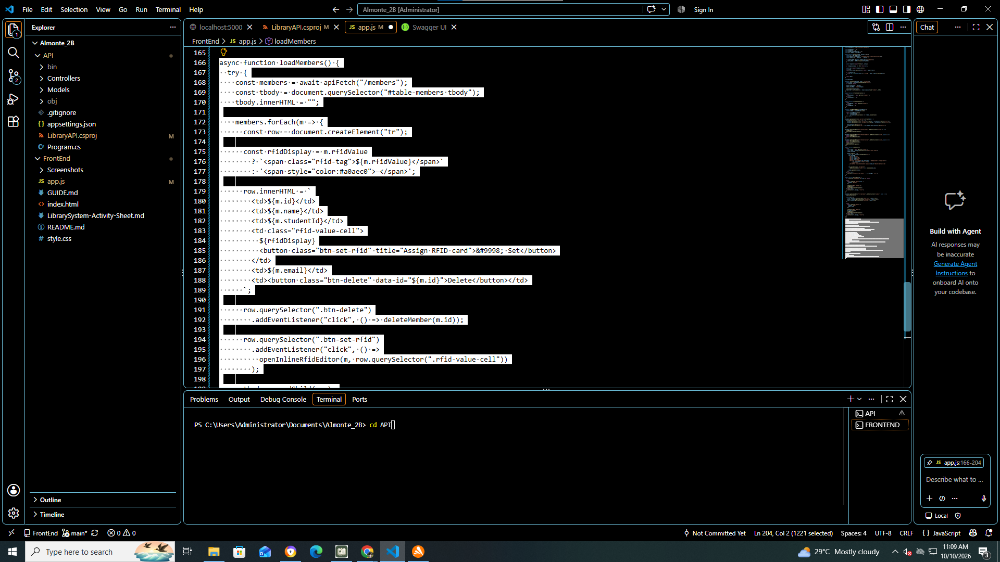 File Edit Selection View Go Run Terminal Help
Almonte_2B [Administrator]
Sign In
Explorer
Almonte_2B
API
bin
Controllers
Models
obj
.gitignore
appsettings.json
LibraryAPI.csproj M
Program.cs
FrontEnd
Screenshots
app.js M
GUIDE.md
index.html
LibrarySystem-Activity-Sheet.md
README.md
style.css
Outline
Timeline
localhost:5000 LibraryAPI.csproj M app.js M Swagger UI
FrontEnd > JS app.js > loadMembers
165
166 async function loadMembers() {
167 try {
168 const members = await apiFetch("/members");
169 const tbody = document.querySelector("#table-members tbody");
170 tbody.innerHTML = "";
171
172 members.forEach(m => {
173 const row = document.createElement("tr");
174
175 const rfidDisplay = m.rfidValue
176 ? `<span class="rfid-tag">${m.rfidValue}</span>`
177 : '<span style="color:#a0aec0">—</span>';
178
179 row.innerHTML = `
180 <td>${m.id}</td>
181 <td>${m.name}</td>
182 <td>${m.studentId}</td>
183 <td class="rfid-value-cell">
184 ${rfidDisplay}
185 <button class="btn-set-rfid" title="Assign RFID card">&#9998; Set</button>
186 </td>
187 <td>${m.email}</td>
188 <td><button class="btn-delete" data-id="${m.id}">Delete</button></td>
189 `;
190
191 row.querySelector(".btn-delete")
192 .addEventListener("click", () => deleteMember(m.id));
193
194 row.querySelector(".btn-set-rfid")
195 .addEventListener("click", () =>
196 openInlineRfidEditor(m, row.querySelector(".rfid-value-cell"))
197 );
198
Problems Output Debug Console Terminal Ports
PS C:\Users\Administrator\Documents\Almonte_2B> cd API
API
FRONTEND
Chat
Build with Agent
AI responses may
be inaccurate
Generate Agent
Instructions to
onboard AI onto
your codebase.
JS app.js:166-204
Describe what to ...
Local
FrontEnd main* 0 0
Not Committed Yet Ln 204, Col 2 (1221 selected) Spaces: 4 UTF-8 CRLF { } JavaScript
Type here to search
29°C Mostly cloudy
11:09 AM
10/10/2026
3